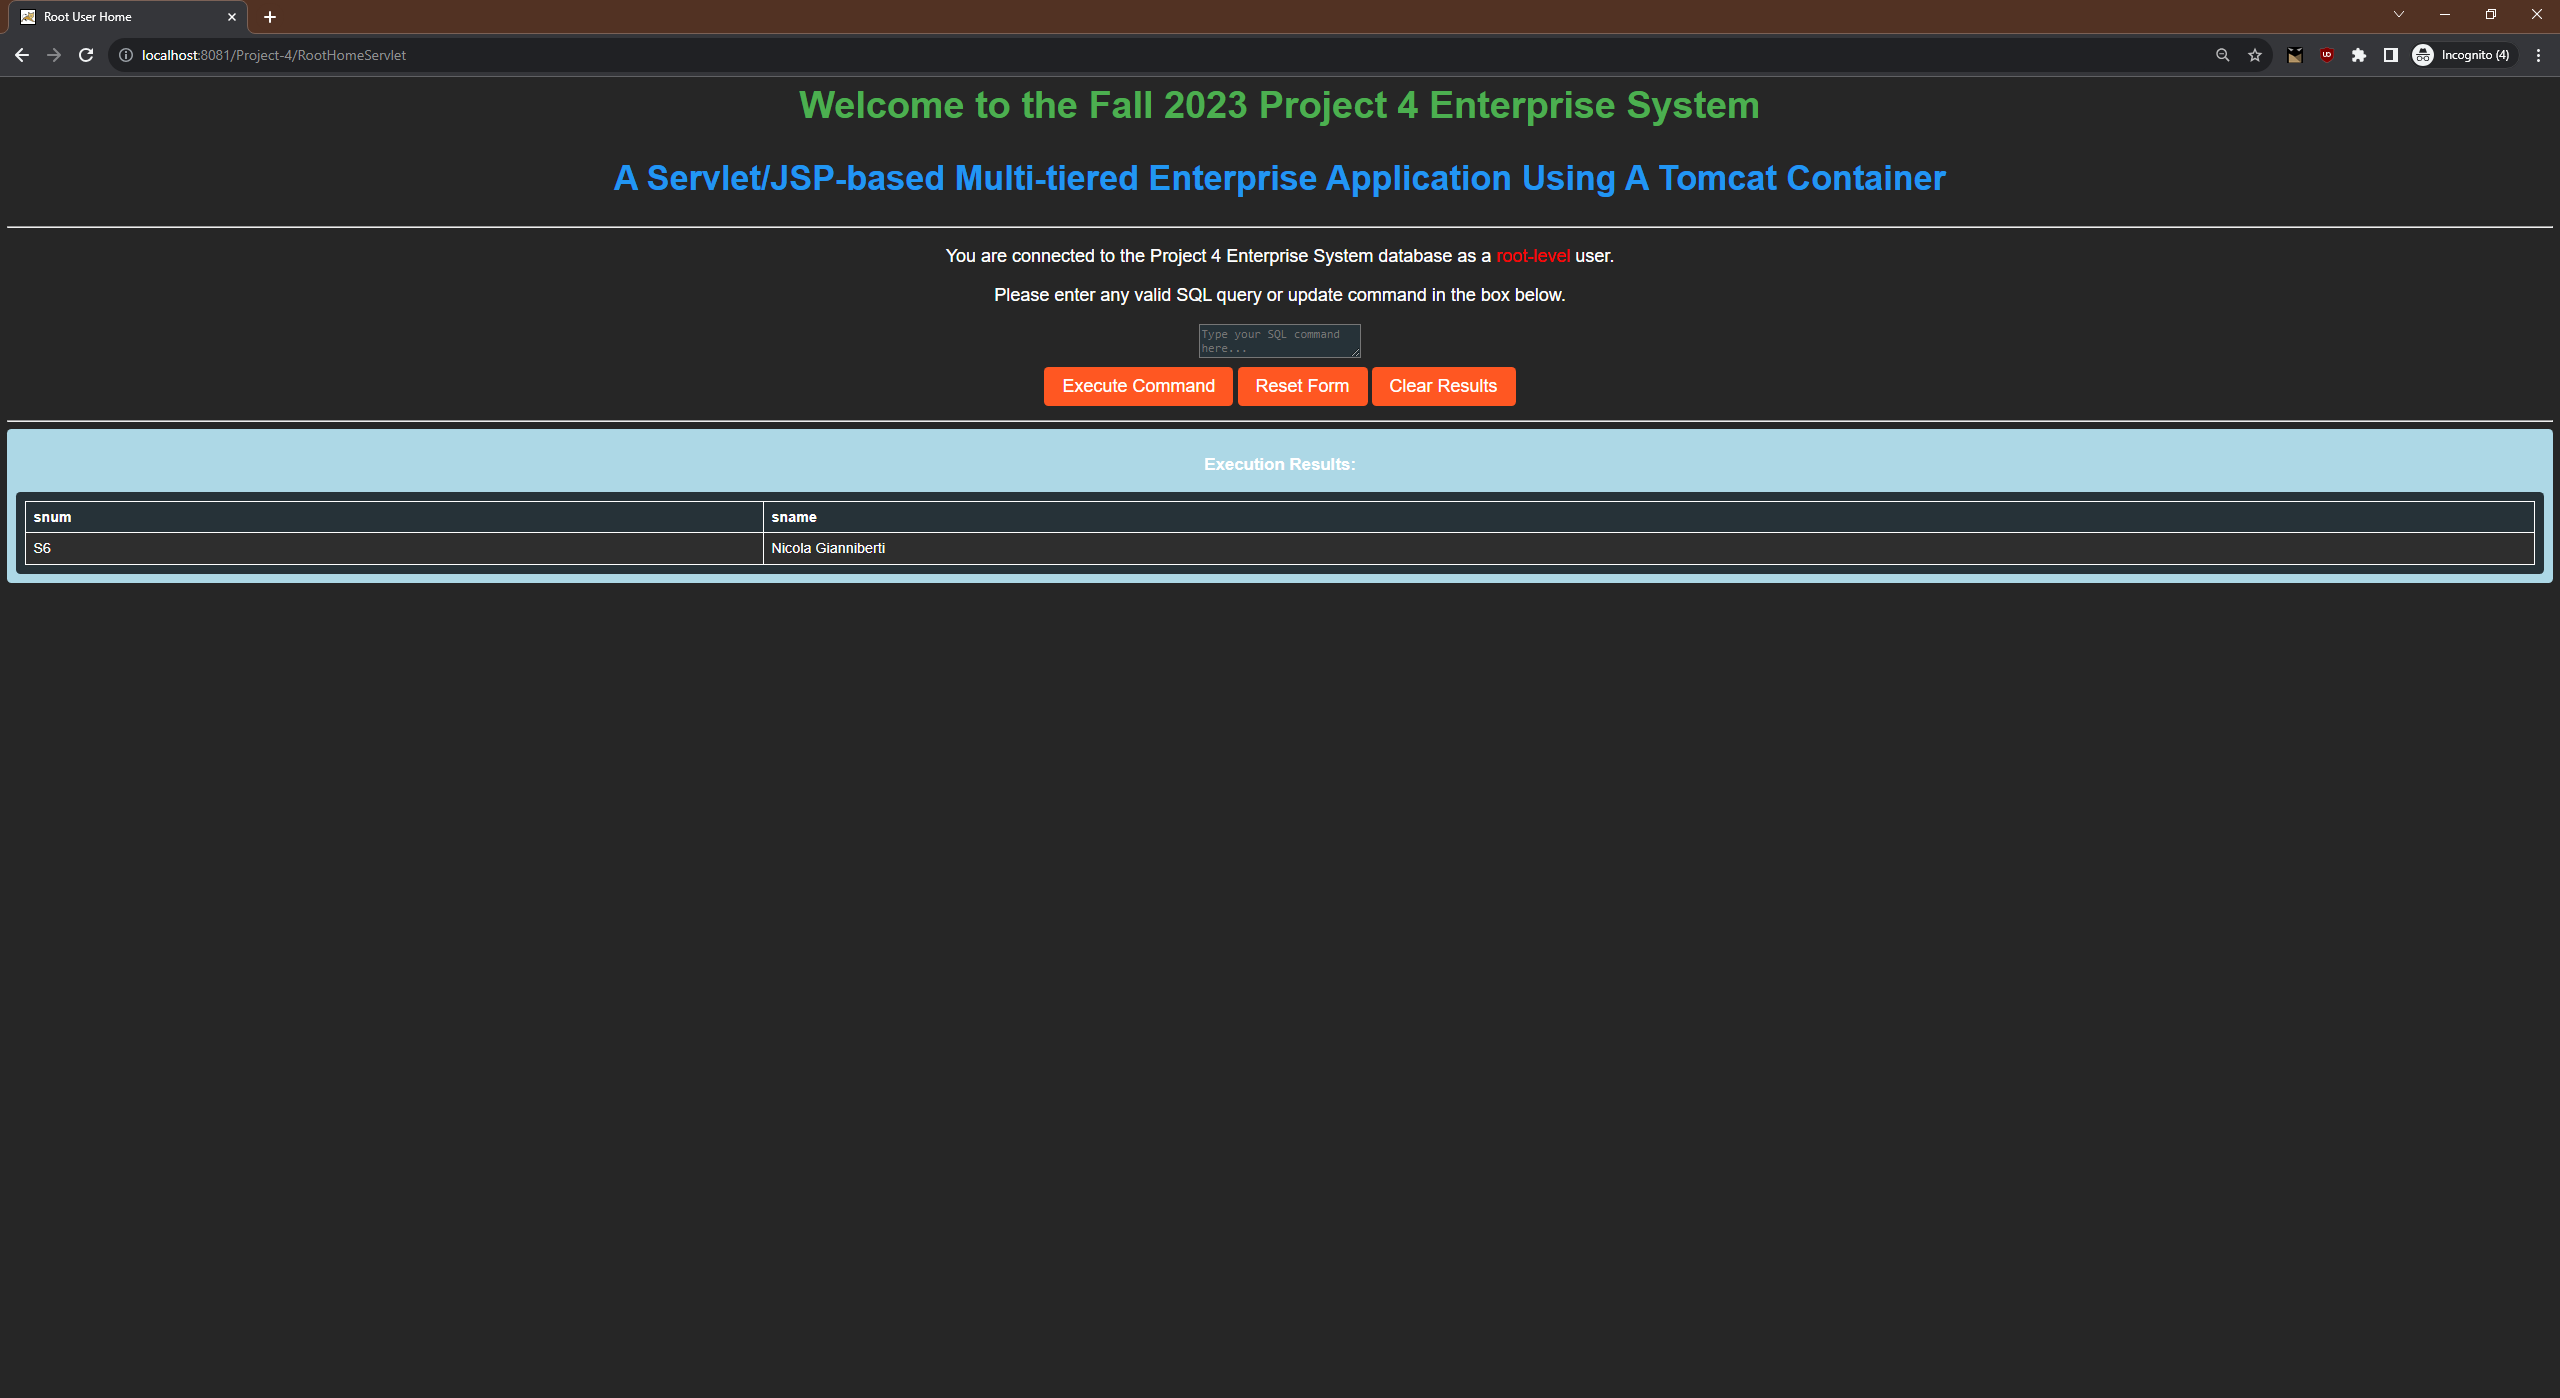 Root User Home
localhost:8081/Project-4/RootHomeServlet
Incognito (4)
Welcome to the Fall 2023 Project 4 Enterprise System
A Servlet/JSP-based Multi-tiered Enterprise Application Using A Tomcat Container
You are connected to the Project 4 Enterprise System database as a root-level user.
Please enter any valid SQL query or update command in the box below.
Type your SQL command
here...
Execute Command Reset Form Clear Results
Execution Results:
snum sname
S6 Nicola Gianniberti